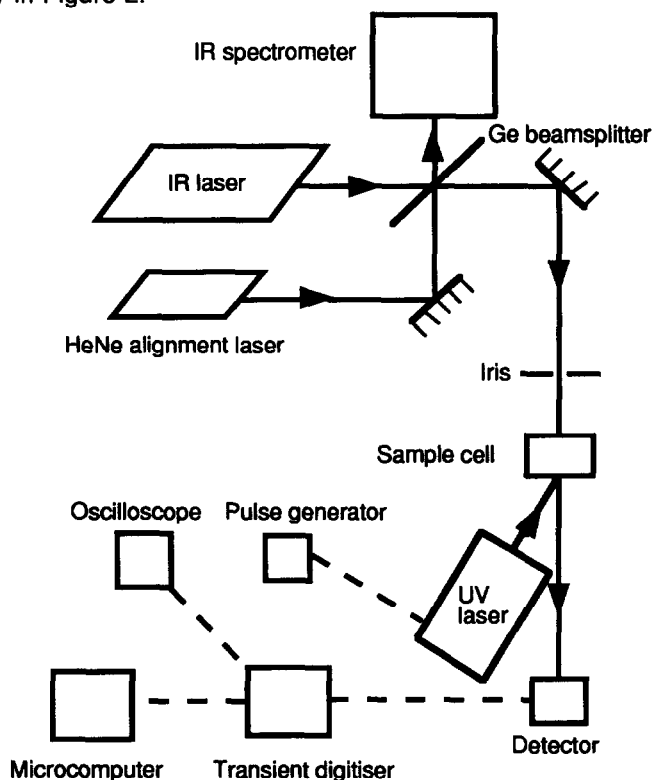 in Figure 2.
IR spectrometer
Ge beamsplitter
IR laser
HeNe alignment laser
Iris
Sample cell
Oscilloscope
Pulse generator
UV
laser
Detector
Microcomputer
Transient digitiser